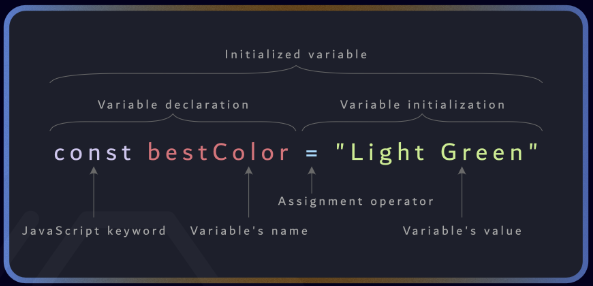 Initialized variable
Variable declaration Variable initialization
const bestColor = "Light Green"
Assignment operator
JavaScript keyword Variable's name Variable's value